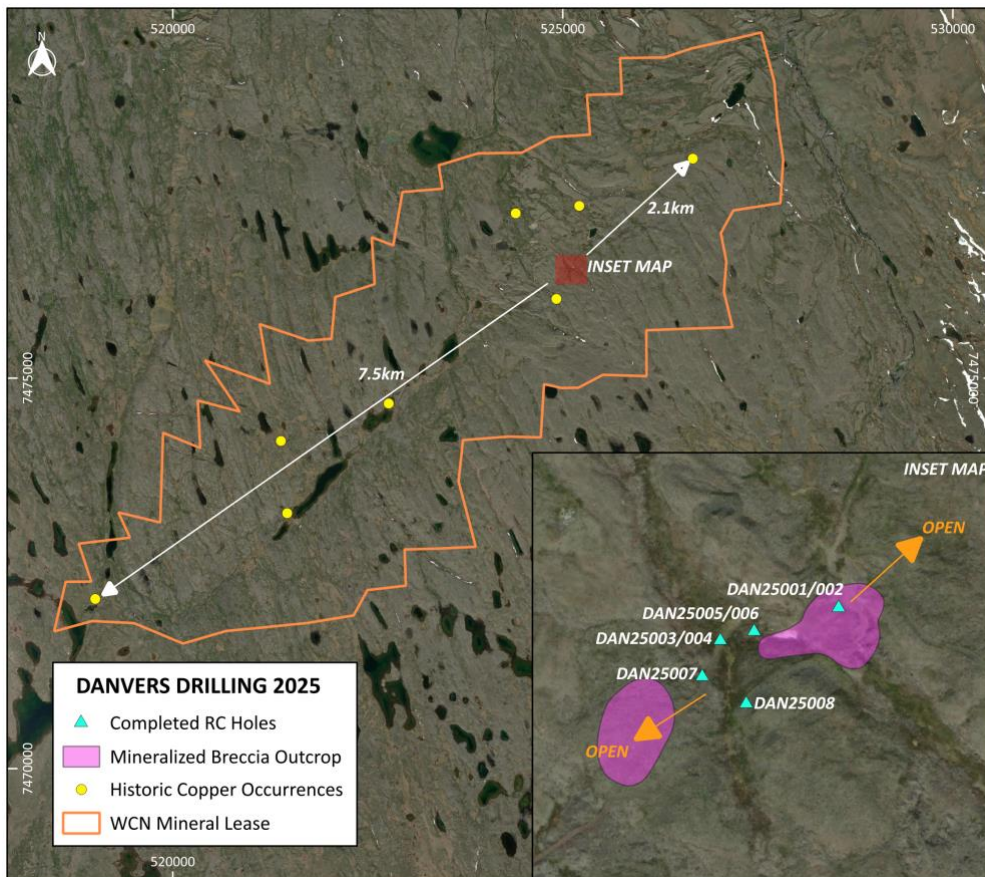 520000
525000
530000
N
2.1km
INSET MAP
7.5km
7475000
7475000
INSET MAP
OPEN
DAN25001/002
DAN25005/006
DAN25003/004
DAN25007
DAN25008
OPEN
DANVERS DRILLING 2025
Completed RC Holes
Mineralized Breccia Outcrop
Historic Copper Occurrences
WCN Mineral Lease
7470000
520000